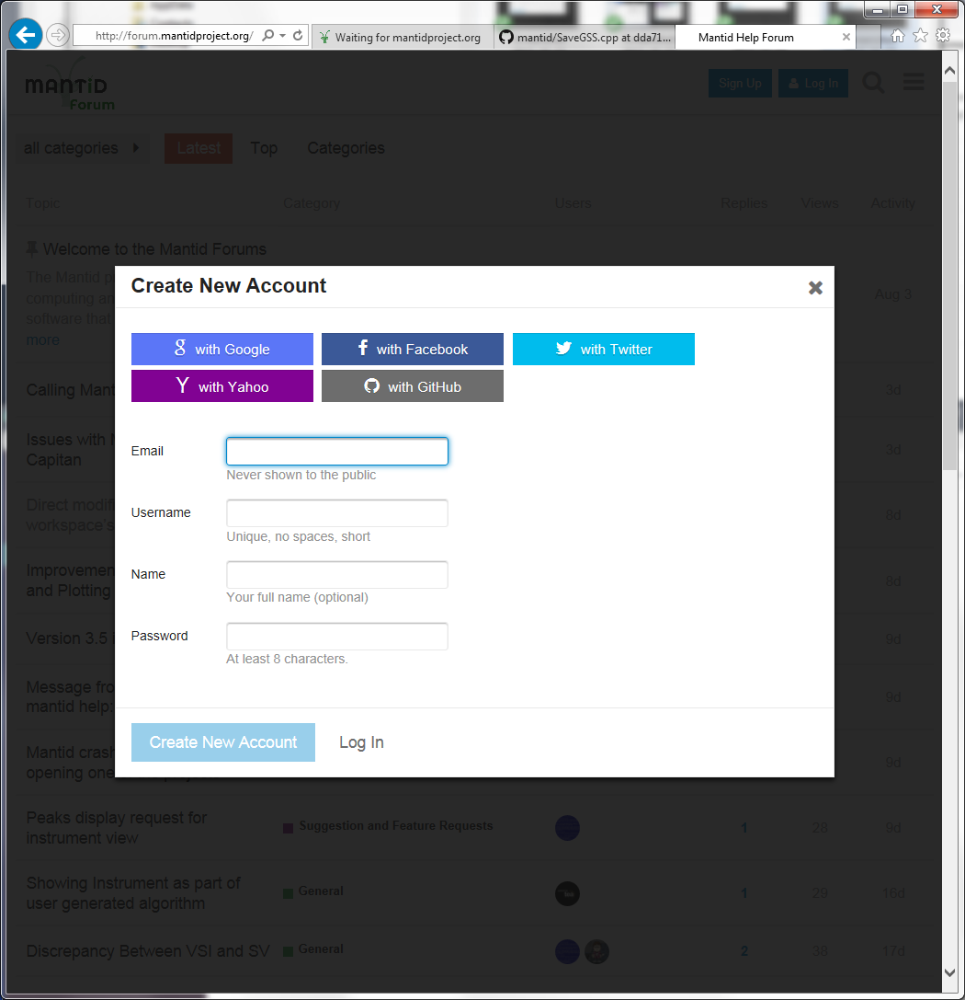 http://forum.mantidproject.org/
Waiting for mantidproject.org
mantid/SaveGSS.cpp at dda71...
Mantid Help Forum
MANTiD
Forum
Sign Up
Log In
all categories
Latest
Top
Categories
Topic
Category
Users
Replies
Views
Activity
Welcome to the Mantid Forums
The Mantid
computing
software that
more
Aug 3
Create New Account
with Google
with Facebook
with Twitter
with Yahoo
with GitHub
Email
Never shown to the public
Username
Unique, no spaces, short
Name
Your full name (optional)
Password
At least 8 characters.
Create New Account
Log In
Calling
3d
Issues with
Capitan
3d
Direct
workspace's
8d
and Plotting
8d
Version 3.5
9d
Message
mantid help:
9d
Mantid
opening
9d
Peaks display request for
instrument view
Suggestion and Feature Requests
1
28
9d
Showing Instrument as part of
user generated algorithm
General
1
29
16d
Discrepancy Between VSI and SV
General
2
38
17d